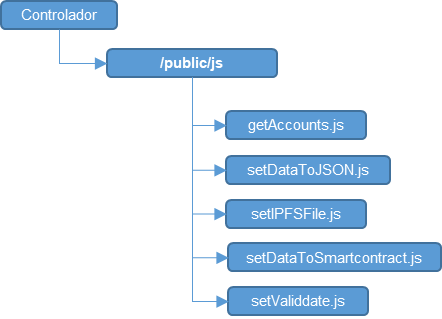 Controlador
/public/js
getAccounts.js
setDataToJSON.js
setIPFSFile.js
setDataToSmartcontract.js
setValiddate.js